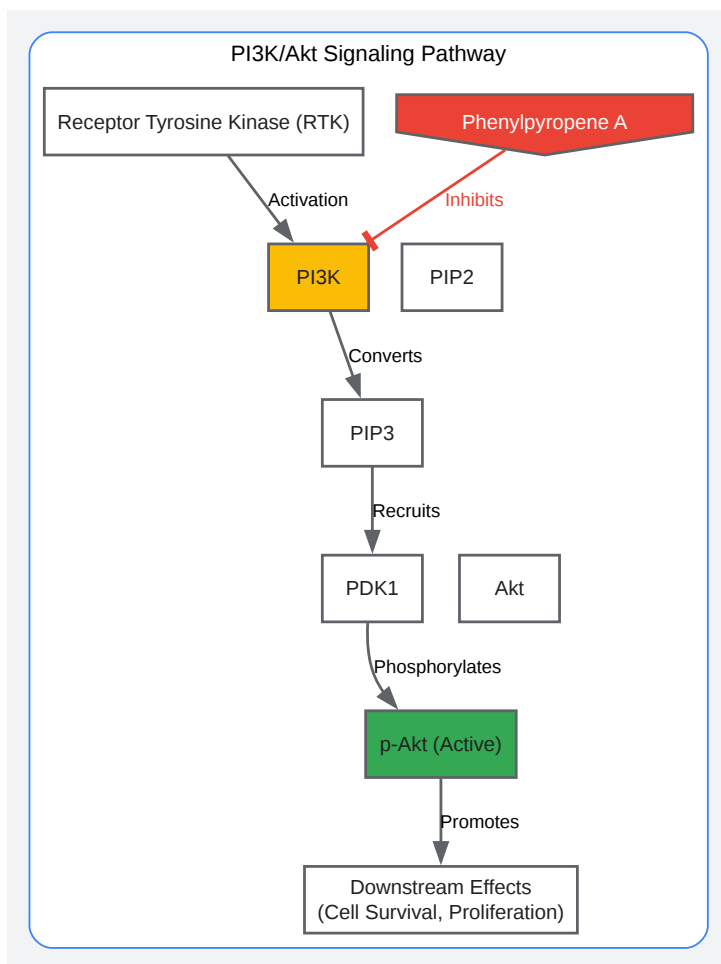 PI3K/Akt Signaling Pathway
Receptor Tyrosine Kinase (RTK)
Phenylpyropene A
Activation
Inhibits
PI3K
PIP2
Converts
PIP3
Recruits
PDK1
Akt
Phosphorylates
p-Akt (Active)
Promotes
Downstream Effects
(Cell Survival, Proliferation)